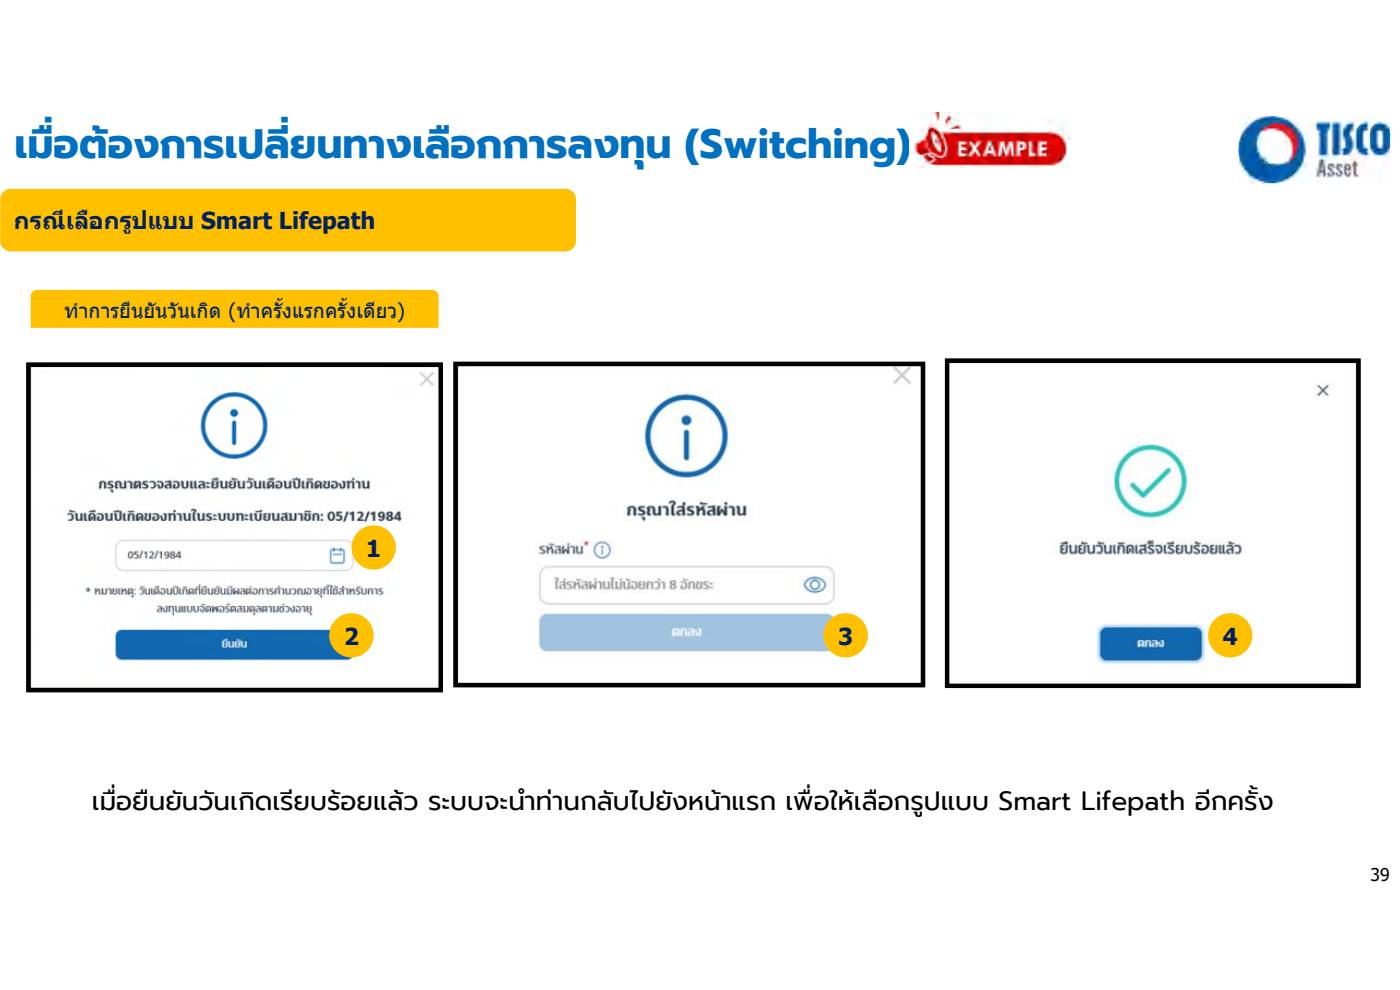 เมื่อต้องการเปลี่ยนทางเลือกการลงทุน (Switching) EXAMPLE
TISCO
Asset
กรณีเลือกรูปแบบ Smart Lifepath
ทำการยืนยันวันเกิด (ทำครั้งแรกครั้งเดียว)
กรุณาตรวจสอบและยืนยันวันเดือนปีเกิดของท่าน
วันเดือนปีเกิดของท่านในระบบทะเบียนสมาชิก: 05/12/1984
05/12/1984
1
* หมายเหตุ: วันเดือนปีเกิดที่ยืนยันมีผลต่อการคำนวณอายุที่ใช้สำหรับการ
ลงทุนแบบจัดพอร์ตสมดุลตามช่วงอายุ
ยืนยัน
2
กรุณาใส่รหัสผ่าน
รหัสผ่าน*
ใส่รหัสผ่านไม่น้อยกว่า 8 อักขระ
ตกลง
3
ยืนยันวันเกิดเสร็จเรียบร้อยแล้ว
ตกลง
4
เมื่อยืนยันวันเกิดเรียบร้อยแล้ว ระบบจะนำท่านกลับไปยังหน้าแรก เพื่อให้เลือกรูปแบบ Smart Lifepath อีกครั้ง
39